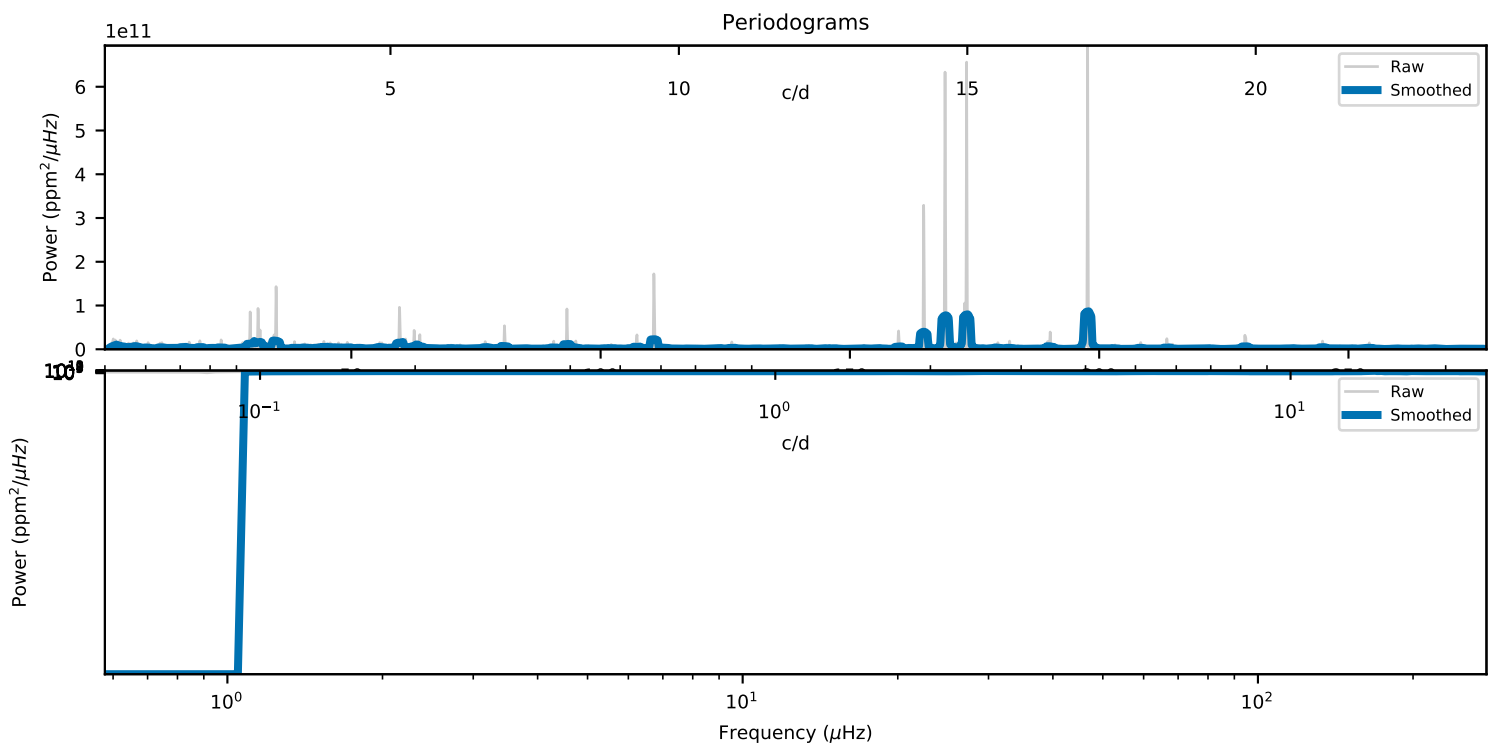 Periodograms
1e11
Raw
Smoothed
5 10 15 20
c/d
Power (ppm²/μHz)
6
5
4
3
2
1
0
10⁻¹ 10⁰ 10¹
c/d
Raw
Smoothed
Power (ppm²/μHz)
10⁰ 10¹ 10²
Frequency (μHz)